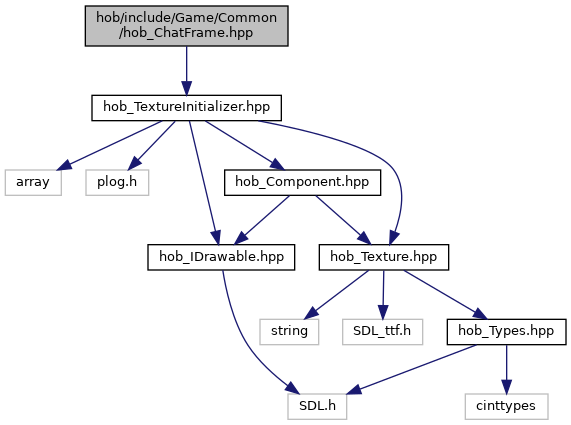 hob/include/Game/Common
/hob_ChatFrame.hpp
hob_TextureInitializer.hpp
array
plog.h
hob_Component.hpp
hob_IDrawable.hpp
hob_Texture.hpp
string
SDL_ttf.h
hob_Types.hpp
SDL.h
cinttypes